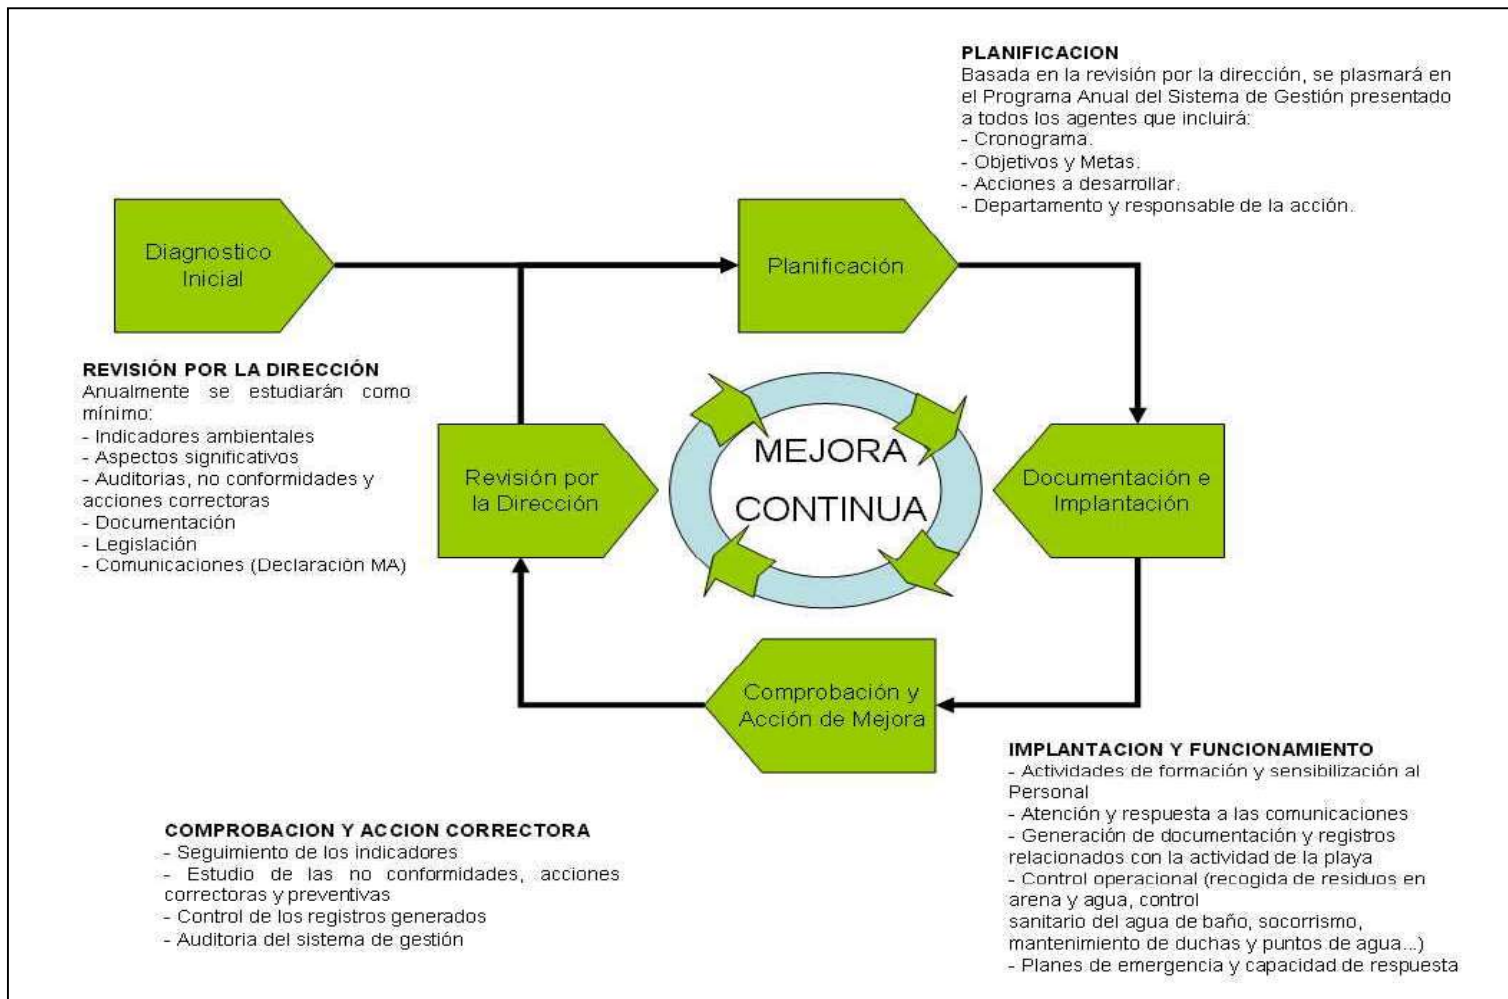 PLANIFICACION
Basada en la revisión por la dirección, se plasmará en
el Programa Anual del Sistema de Gestión presentado
a todos los agentes que incluirá:
- Cronograma.
- Objetivos y Metas.
- Acciones a desarrollar.
- Departamento y responsable de la acción.
Diagnostico
Inicial
Planificación
REVISIÓN POR LA DIRECCIÓN
Anualmente se estudiarán como
mínimo:
- Indicadores ambientales
- Aspectos significativos
- Auditorias, no conformidades y
acciones correctoras
- Documentación
- Legislación
- Comunicaciones (Declaración MA)
Revisión por
la Dirección
MEJORA
CONTINUA
Documentación e
Implantación
Comprobación y
Acción de Mejora
COMPROBACION Y ACCION CORRECTORA
- Seguimiento de los indicadores
- Estudio de las no conformidades, acciones
correctoras y preventivas
- Control de los registros generados
- Auditoria del sistema de gestión
IMPLANTACION Y FUNCIONAMIENTO
- Actividades de formación y sensibilización al
Personal
- Atención y respuesta a las comunicaciones
- Generación de documentación y registros
relacionados con la actividad de la playa
- Control operacional (recogida de residuos en
arena y agua, control
sanitario del agua de baño, socorrismo,
mantenimiento de duchas y puntos de agua...)
- Planes de emergencia y capacidad de respuesta